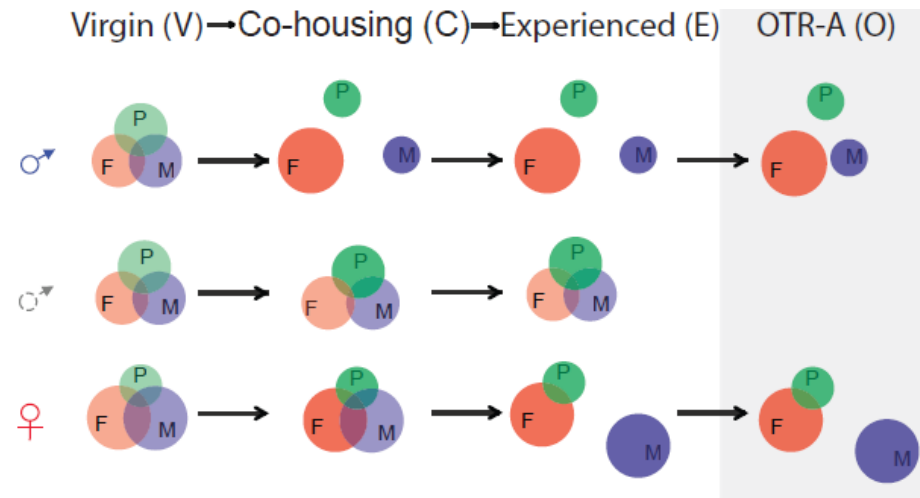 Virgin (V) Co-housing (C) Experienced (E) OTR-A (O)
P P P P
F M F M F M F M
P P P
F M F M F M
P P P P
F M F M F M F M